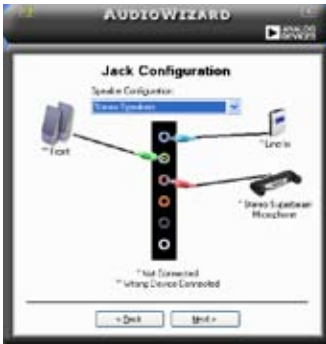 AUDIOWIZARD
ANALOG
DEVICES
Jack Configuration
Speaker Configuration
Stereo Speakers
**Front
*Line In
* Stereo Superbeam
Microphone
*Not Connected
** Wrong Device Connected
< Back
Next >